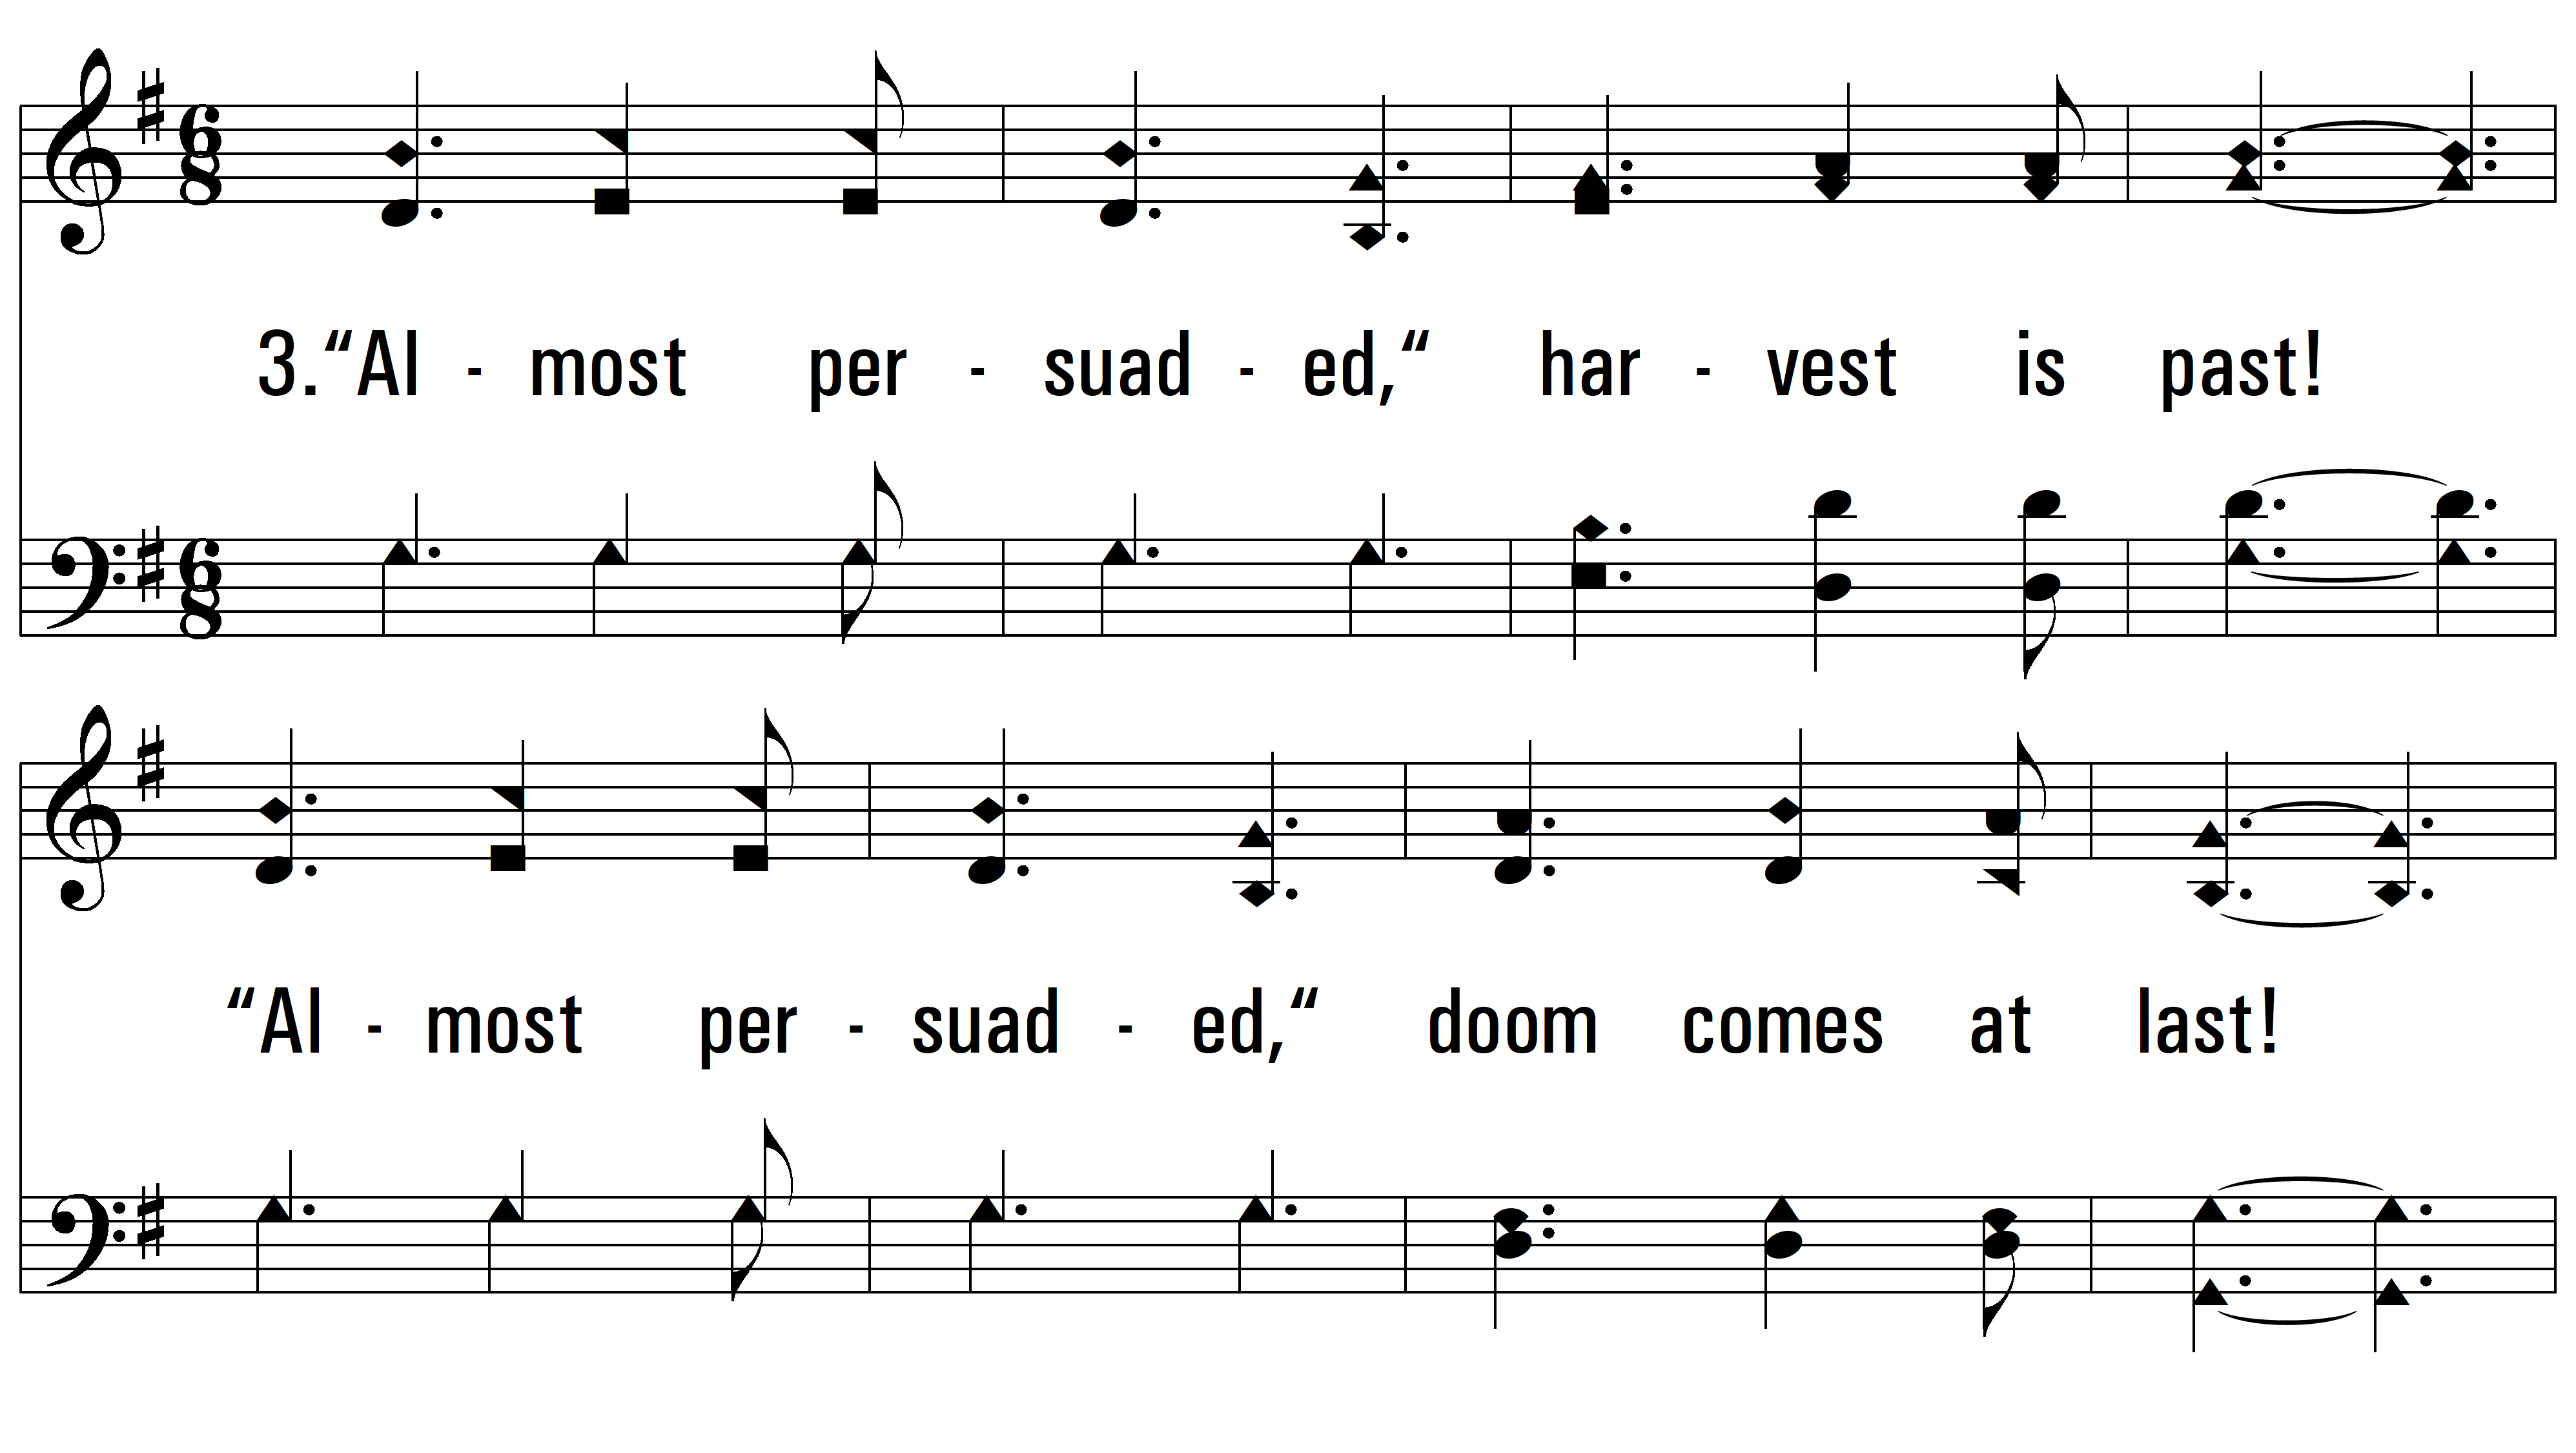 3.“Al - most per - suad - ed,“ har - vest is past!
“Al - most per - suad - ed,“ doom comes at last!